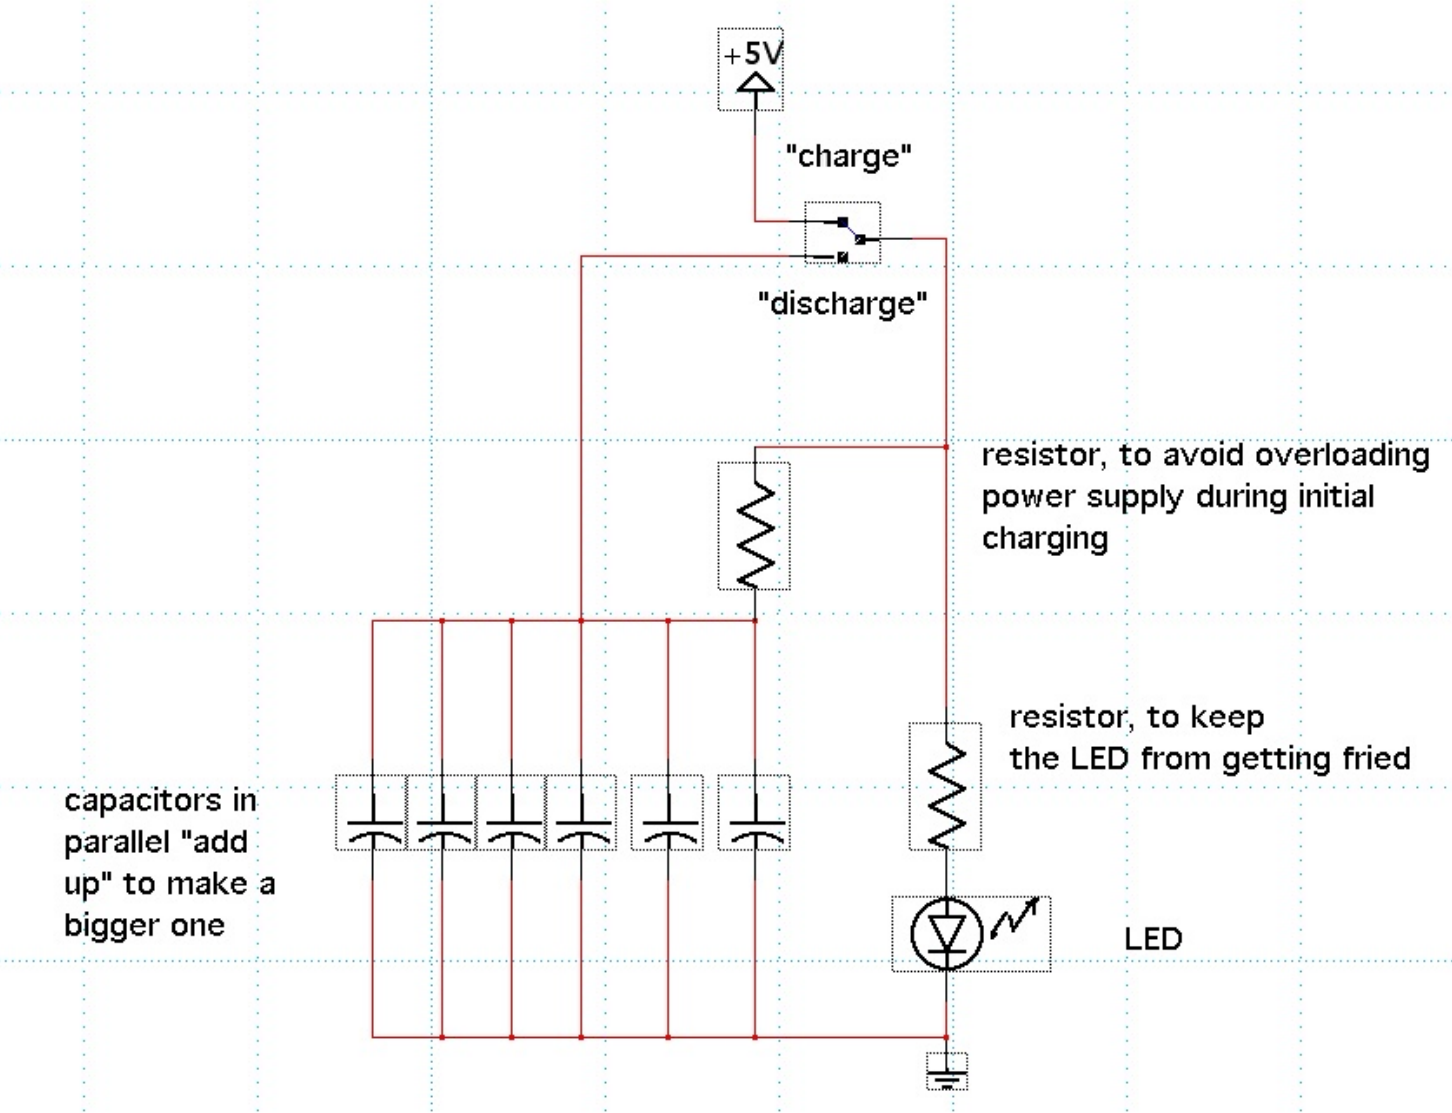 +5V
"charge"
"discharge"
resistor, to avoid overloading
power supply during initial
charging
resistor, to keep
the LED from getting fried
capacitors in
parallel "add
up" to make a
bigger one
LED